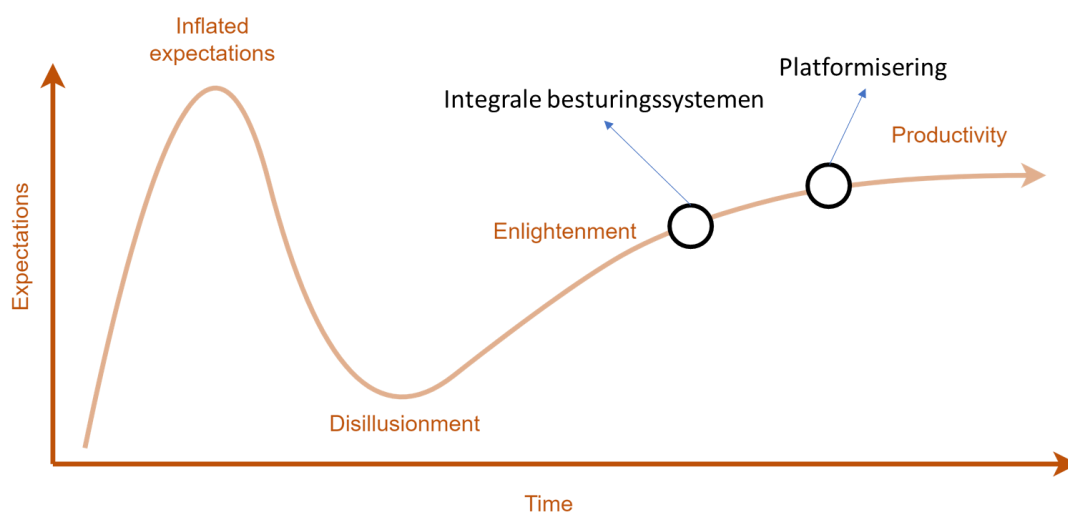 Inflated
expectations
Platformisering
Integrale besturingssystemen
Productivity
Expectations
Enlightenment
Disillusionment
Time